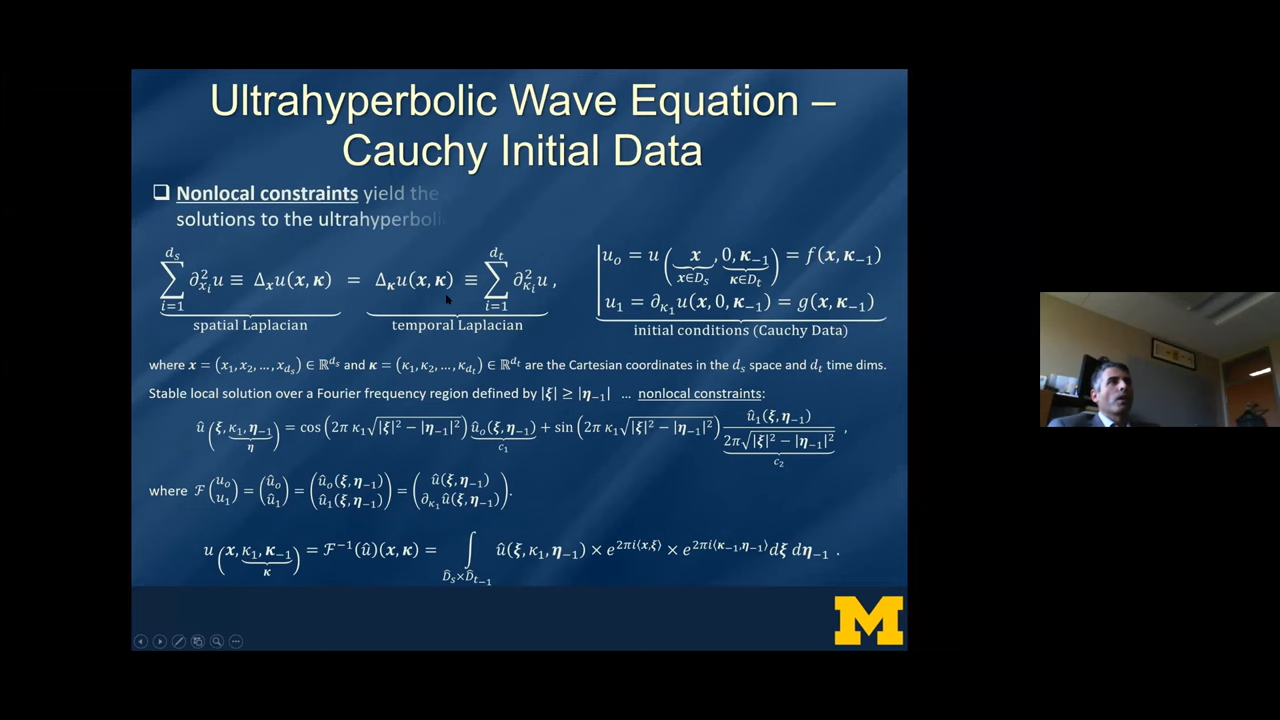 Ultrahyperbolic Wave Equation –
Cauchy Initial Data
❑ Nonlocal constraints yield the
solutions to the ultrahyperboli
\sum_{i=1}^{d_s} ∂²_{x_i} u ≡ Δ_x u(x, κ) = Δ_κ u(x, κ) ≡ \sum_{i=1}^{d_t} ∂²_{κ_i} u ,
spatial Laplacian temporal Laplacian
u_o = u(x, 0, κ_{−1}) = f(x, κ_{−1})
x∈D_s κ∈D_t
u_1 = ∂_{κ_1} u(x, 0, κ_{−1}) = g(x, κ_{−1})
initial conditions (Cauchy Data)
where x = (x_1, x_2, …, x_{d_s}) ∈ ℝ^{d_s} and κ = (κ_1, κ_2, …, κ_{d_t}) ∈ ℝ^{d_t} are the Cartesian coordinates in the d_s space and d_t time dims.
Stable local solution over a Fourier frequency region defined by |ξ| ≥ |η_{−1}| … nonlocal constraints:
û(ξ, κ_1, η_{−1}) = cos(2π κ_1 √(|ξ|² − |η_{−1}|²)) û_o(ξ, η_{−1}) + sin(2π κ_1 √(|ξ|² − |η_{−1}|²)) û_1(ξ, η_{−1}) / (2π√(|ξ|² − |η_{−1}|²)) ,
η c_1 c_2
where ℱ(u_o u_1) = (û_o û_1) = (û_o(ξ, η_{−1}) û_1(ξ, η_{−1})) = (û(ξ, η_{−1}) ∂_{κ_1} û(ξ, η_{−1})).
u(x, κ_1, κ_{−1}) = ℱ^{−1}(û)(x, κ) = ∫_{D̂_s×D̂_{t−1}} û(ξ, κ_1, η_{−1}) × e^{2πi⟨x,ξ⟩} × e^{2πi⟨κ_{−1},η_{−1}⟩} dξ dη_{−1} .
κ
M